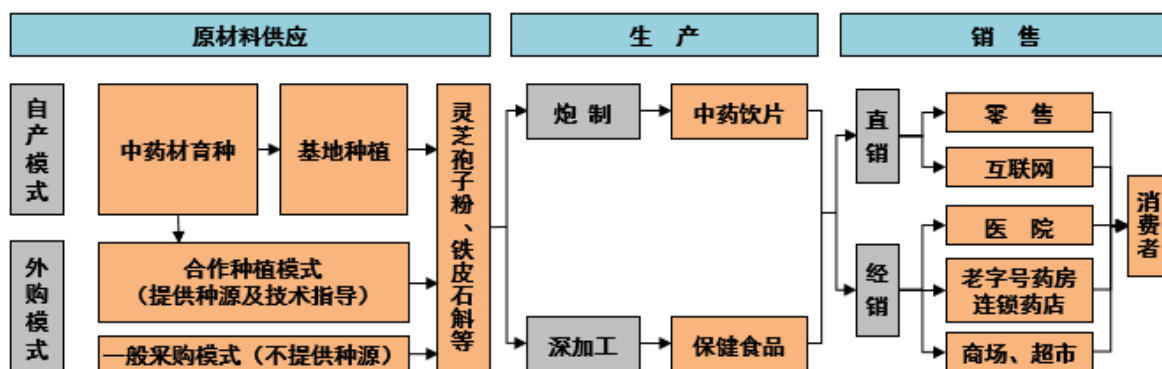 原材料供应
生 产
销 售
自产模式
中药材育种
基地种植
灵芝孢子粉、铁皮石斛等
炮 制
中药饮片
直销
零 售
互联网
消费者
外购模式
合作种植模式
（提供种源及技术指导）
一般采购模式（不提供种源）
深加工
保健食品
经销
医 院
老字号药房
连锁药店
商场、超市